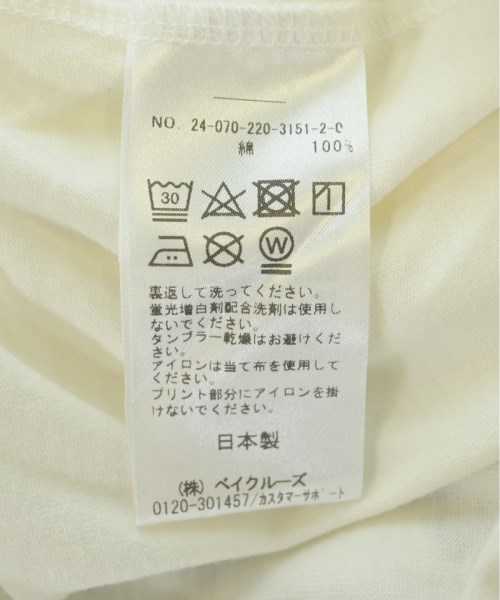 NO. 24-070-220-3151-2-0
綿 100%
30
W
裏返して洗ってください。
蛍光増白剤配合洗剤は使用し
ないでください。
タンブラー乾燥はお避けくだ
さい。
アイロンは当て布を使用して
ください。
プリント部分にアイロンを掛
けないでください。
日本製
(株) ベイクルーズ
0120-301457/カスタマーサポート